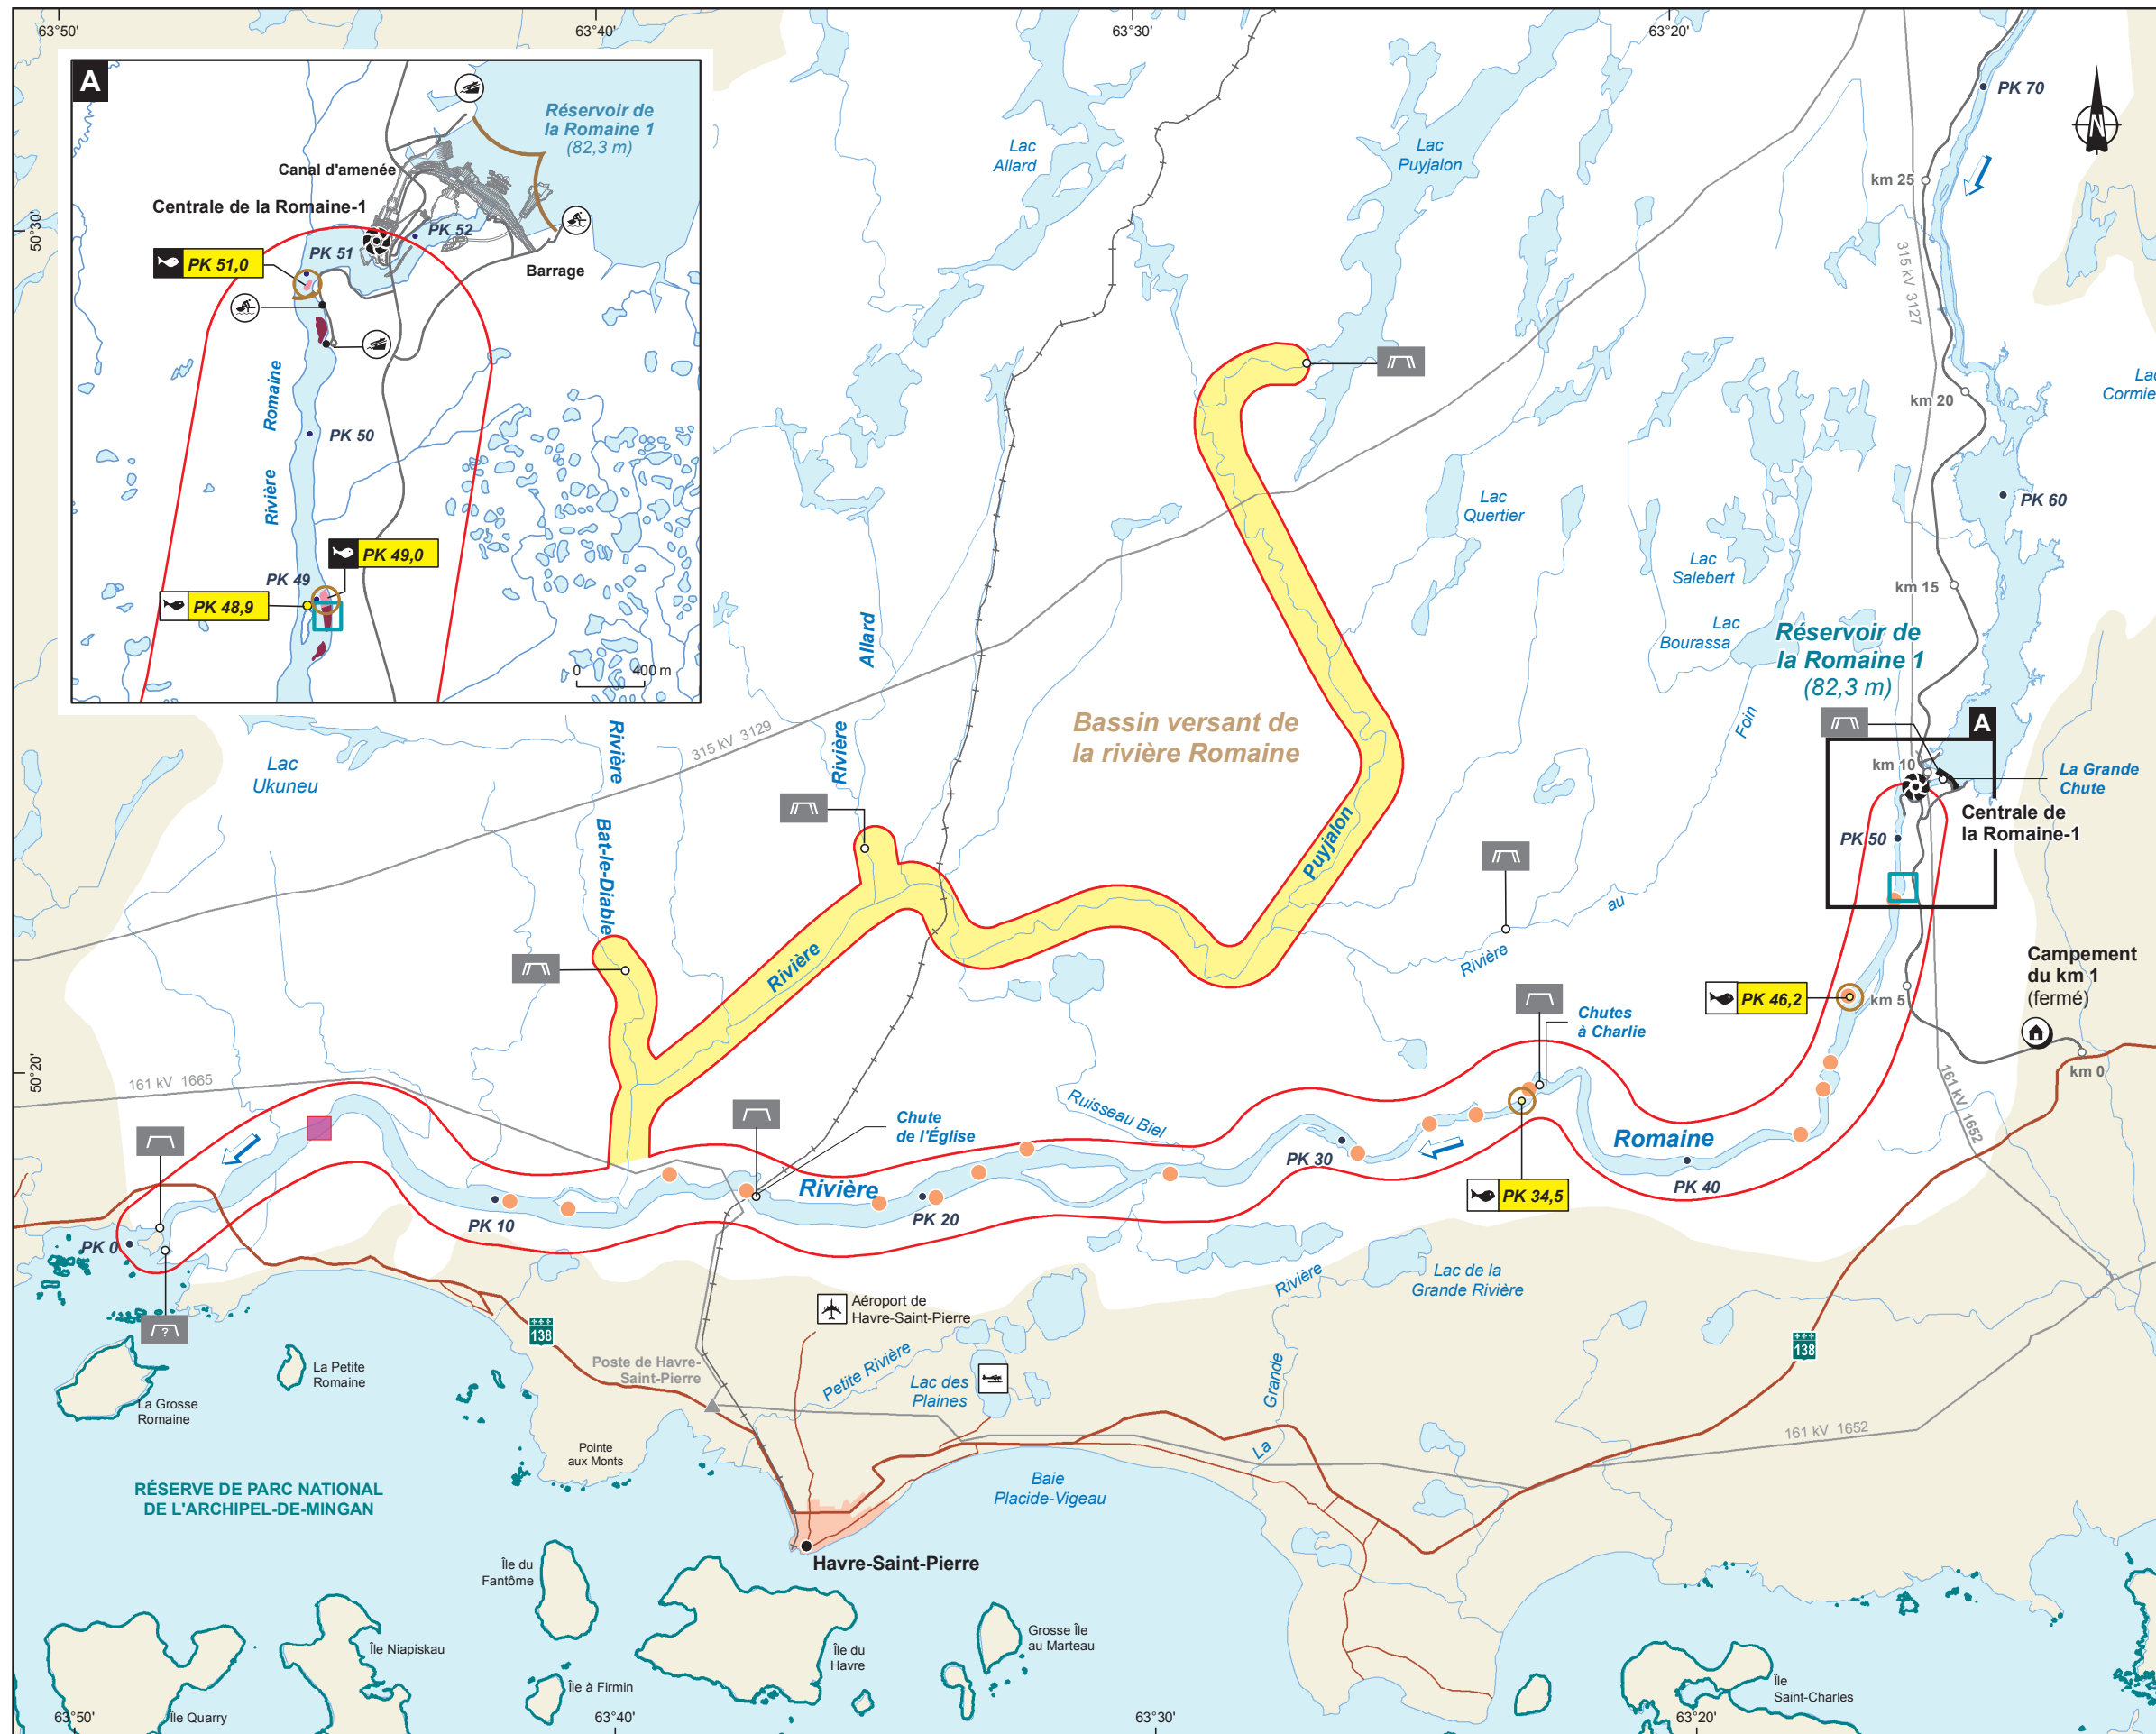 63°50'
63°40'
63°30'
63°20'
50°30'
50°20'
A
Réservoir de
la Romaine 1
(82,3 m)
Canal d'amenée
Centrale de la Romaine-1
PK 52
PK 51
PK 51,0
Barrage
Rivière Romaine
PK 50
PK 49,0
PK 49
PK 48,9
0 400 m
Lac
Allard
Lac
Puyjalon
PK 70
N
km 25
315 kV 3127
Lac
Cormie
km 20
PK 60
Lac
Quertier
Lac
Salebert
km 15
Lac
Bourassa
Réservoir de
la Romaine 1
(82,3 m)
A
Rivière Allard
Bassin versant de
la rivière Romaine
315 kV 3129
Lac
Ukuneu
Rivière Bat-le-Diable
Rivière Puyjalon
Rivière au Foin
km 10
La Grande
Chute
Centrale de
la Romaine-1
PK 50
Campement
du km 1
(fermé)
PK 46,2
km 5
km 0
Chutes
à Charlie
161 kV 1665
161 kV 1652
Ruisseau Biel
Chute
de l'Église
Rivière
Romaine
PK 0
PK 10
PK 20
PK 30
PK 34,5
PK 40
?
138
138
Aéroport de
Havre-Saint-Pierre
Lac de la
Grande Rivière
La Grande Rivière
Petite Rivière
Lac des
Plaines
Poste de Havre-
Saint-Pierre
La Petite
Romaine
La Grosse
Romaine
Pointe
aux Monts
161 kV 1652
RÉSERVE DE PARC NATIONAL
DE L'ARCHIPEL-DE-MINGAN
Baie
Placide-Vigeau
Havre-Saint-Pierre
Île du
Fantôme
Île Niapiskau
Île à Firmin
Île Quarry
Île du
Havre
Grosse Île
au Marteau
Île
Saint-Charles
63°50'
63°40'
63°30'
63°20'